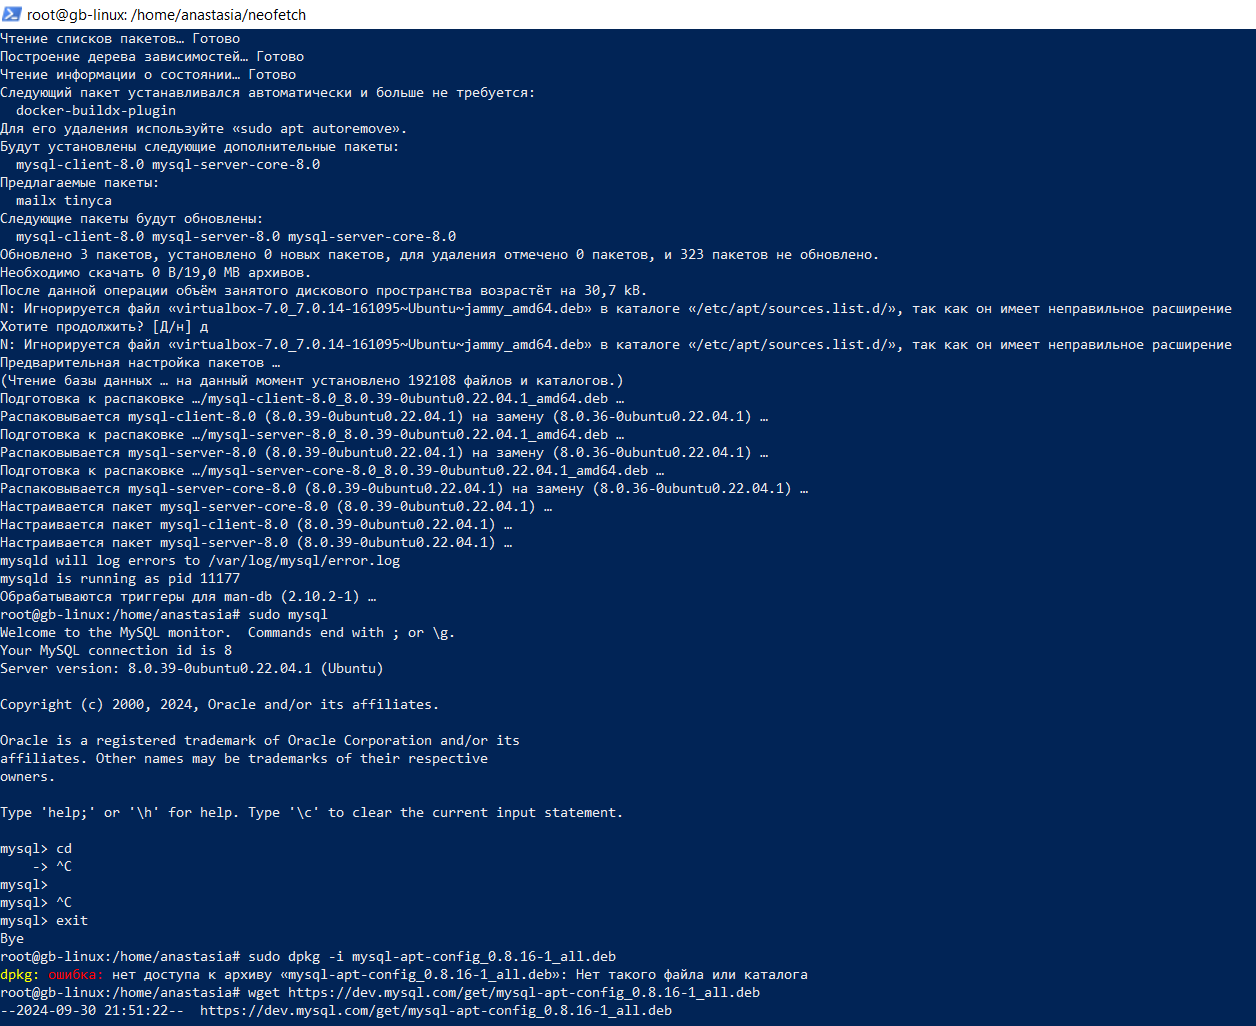 root@gb-linux: /home/anastasia/neofetch
Чтение списков пакетов… Готово
Построение дерева зависимостей… Готово
Чтение информации о состоянии… Готово
Следующий пакет устанавливался автоматически и больше не требуется:
  docker-buildx-plugin
Для его удаления используйте «sudo apt autoremove».
Будут установлены следующие дополнительные пакеты:
  mysql-client-8.0 mysql-server-core-8.0
Предлагаемые пакеты:
  mailx tinyca
Следующие пакеты будут обновлены:
  mysql-client-8.0 mysql-server-8.0 mysql-server-core-8.0
Обновлено 3 пакетов, установлено 0 новых пакетов, для удаления отмечено 0 пакетов, и 323 пакетов не обновлено.
Необходимо скачать 0 B/19,0 MB архивов.
После данной операции объём занятого дискового пространства возрастёт на 30,7 kB.
N: Игнорируется файл «virtualbox-7.0_7.0.14-161095~Ubuntu~jammy_amd64.deb» в каталоге «/etc/apt/sources.list.d/», так как он имеет неправильное расширение
Хотите продолжить? [Д/н] д
N: Игнорируется файл «virtualbox-7.0_7.0.14-161095~Ubuntu~jammy_amd64.deb» в каталоге «/etc/apt/sources.list.d/», так как он имеет неправильное расширение
Предварительная настройка пакетов …
(Чтение базы данных … на данный момент установлено 192108 файлов и каталогов.)
Подготовка к распаковке …/mysql-client-8.0_8.0.39-0ubuntu0.22.04.1_amd64.deb …
Распаковывается mysql-client-8.0 (8.0.39-0ubuntu0.22.04.1) на замену (8.0.36-0ubuntu0.22.04.1) …
Подготовка к распаковке …/mysql-server-8.0_8.0.39-0ubuntu0.22.04.1_amd64.deb …
Распаковывается mysql-server-8.0 (8.0.39-0ubuntu0.22.04.1) на замену (8.0.36-0ubuntu0.22.04.1) …
Подготовка к распаковке …/mysql-server-core-8.0_8.0.39-0ubuntu0.22.04.1_amd64.deb …
Распаковывается mysql-server-core-8.0 (8.0.39-0ubuntu0.22.04.1) на замену (8.0.36-0ubuntu0.22.04.1) …
Настраивается пакет mysql-server-core-8.0 (8.0.39-0ubuntu0.22.04.1) …
Настраивается пакет mysql-client-8.0 (8.0.39-0ubuntu0.22.04.1) …
Настраивается пакет mysql-server-8.0 (8.0.39-0ubuntu0.22.04.1) …
mysqld will log errors to /var/log/mysql/error.log
mysqld is running as pid 11177
Обрабатываются триггеры для man-db (2.10.2-1) …
root@gb-linux:/home/anastasia# sudo mysql
Welcome to the MySQL monitor.  Commands end with ; or \g.
Your MySQL connection id is 8
Server version: 8.0.39-0ubuntu0.22.04.1 (Ubuntu)
Copyright (c) 2000, 2024, Oracle and/or its affiliates.
Oracle is a registered trademark of Oracle Corporation and/or its
affiliates. Other names may be trademarks of their respective
owners.
Type 'help;' or '\h' for help. Type '\c' to clear the current input statement.
mysql> cd
    -> ^C
mysql>
mysql> ^C
mysql> exit
Bye
root@gb-linux:/home/anastasia# sudo dpkg -i mysql-apt-config_0.8.16-1_all.deb
dpkg: ошибка: нет доступа к архиву «mysql-apt-config_0.8.16-1_all.deb»: Нет такого файла или каталога
root@gb-linux:/home/anastasia# wget https://dev.mysql.com/get/mysql-apt-config_0.8.16-1_all.deb
--2024-09-30 21:51:22--  https://dev.mysql.com/get/mysql-apt-config_0.8.16-1_all.deb